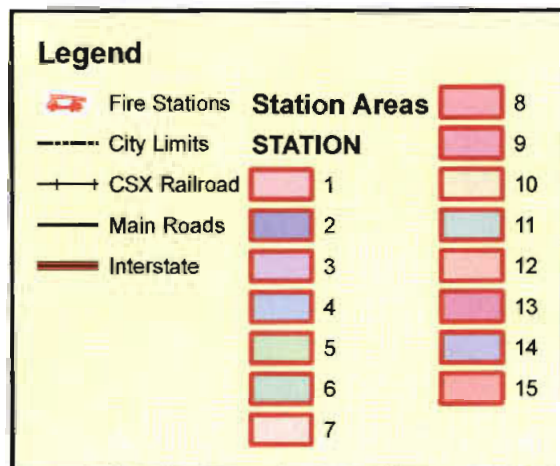 Legend
Fire Stations
City Limits
CSX Railroad
Main Roads
Interstate
Station Areas
STATION
1
2
3
4
5
6
7
8
9
10
11
12
13
14
15